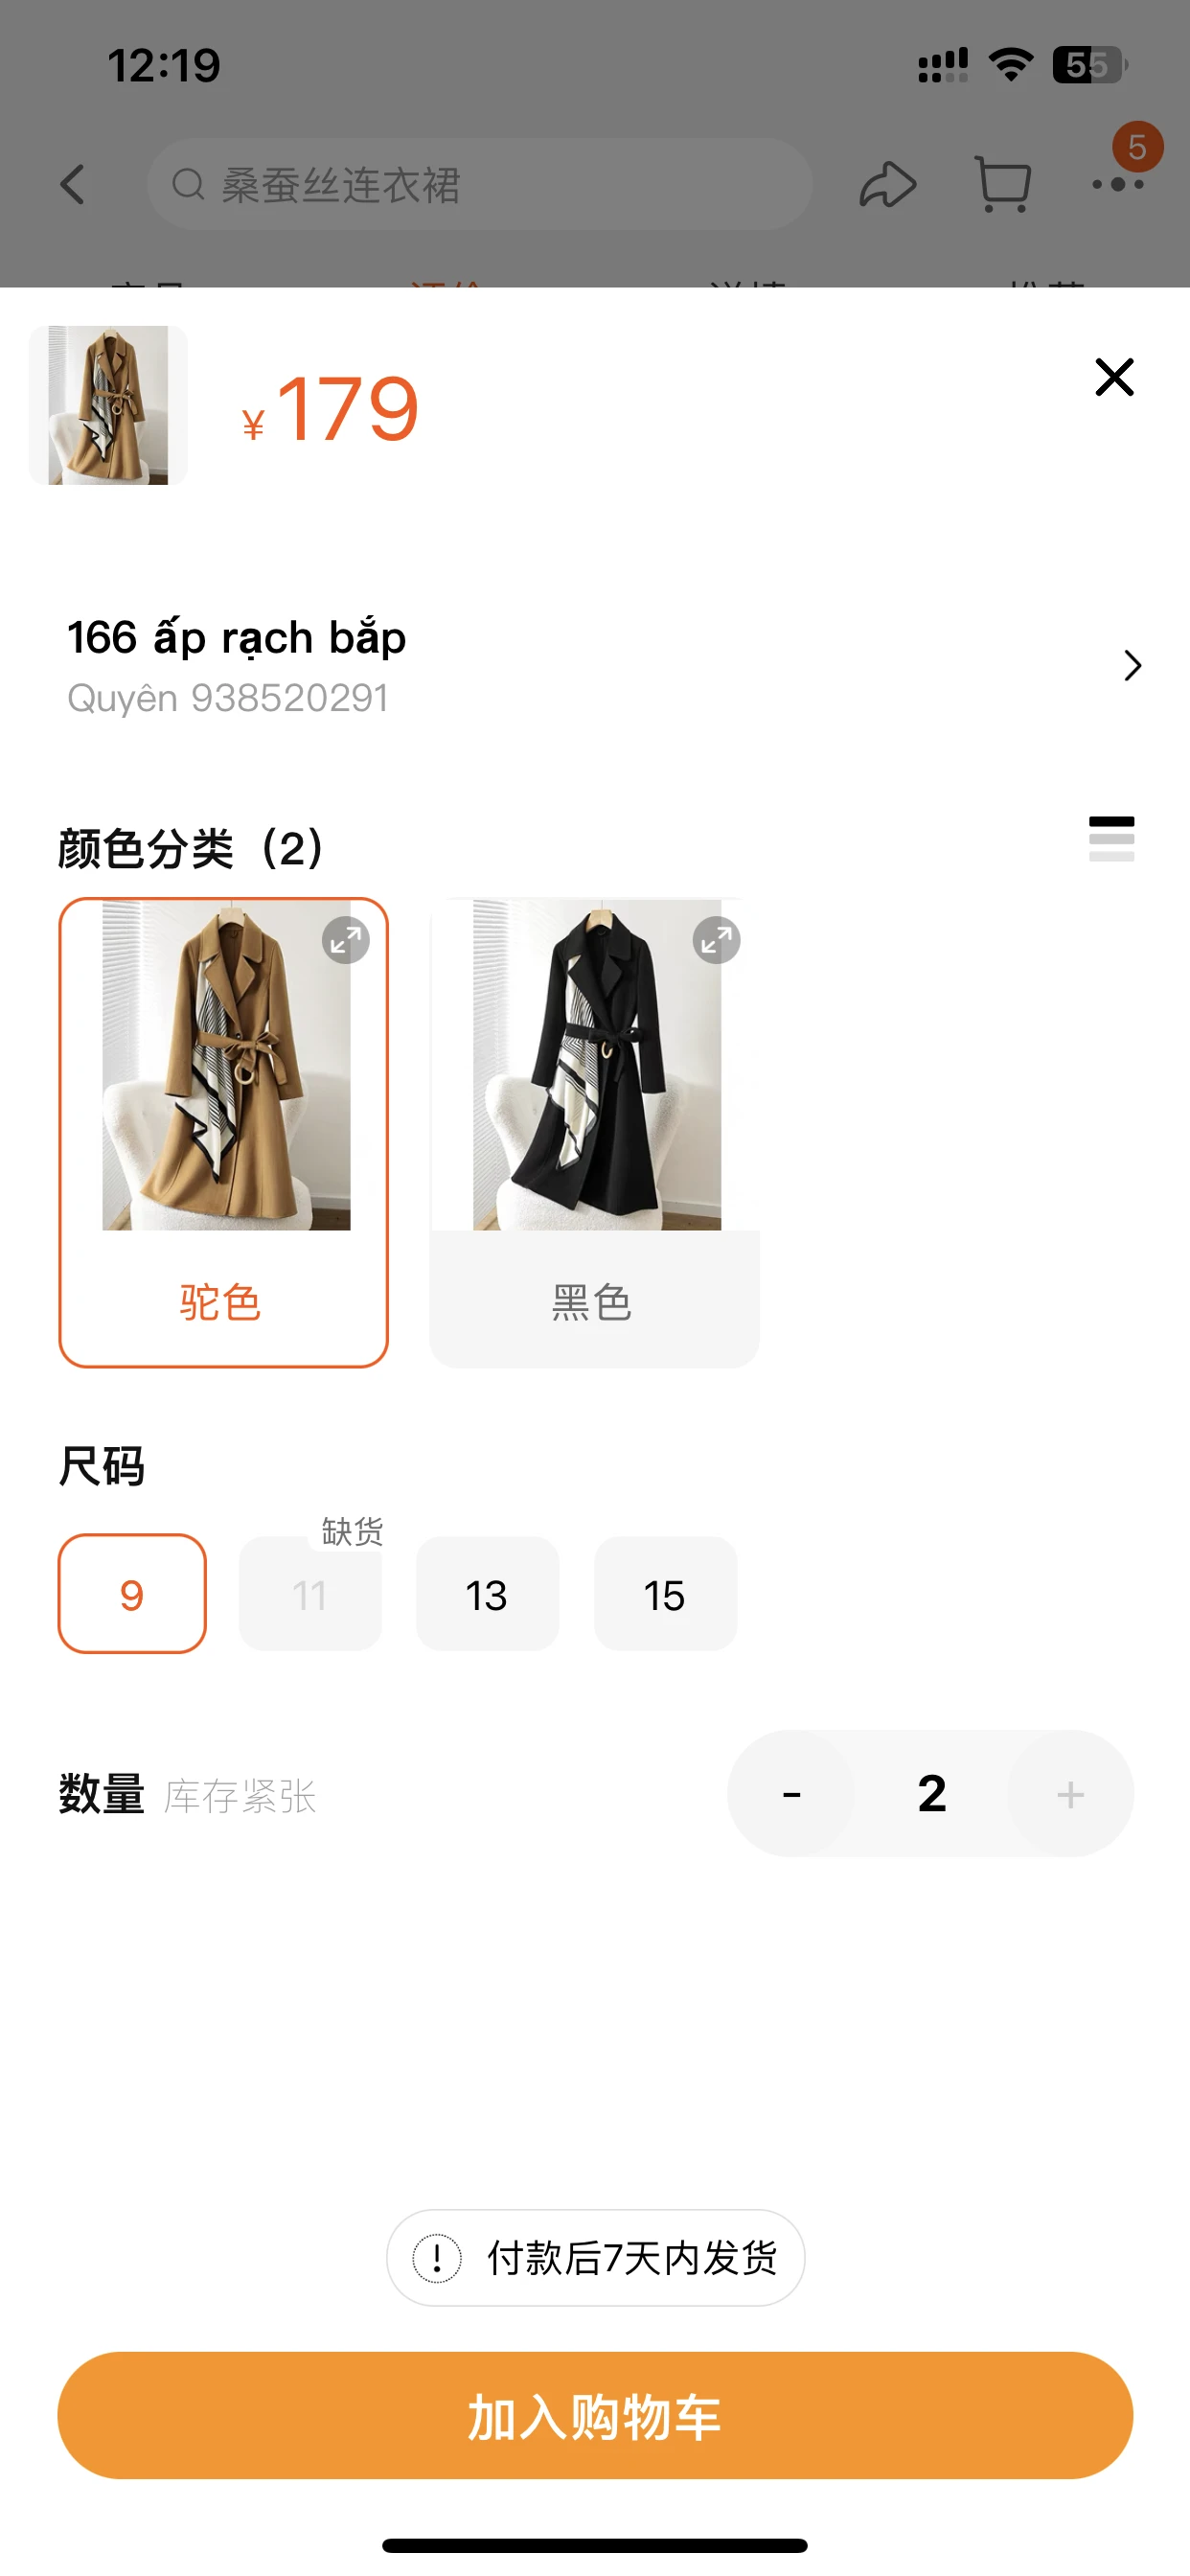 12:19
55
桑蚕丝连衣裙
5
¥179
166 ấp rạch bắp
Quyên 938520291
颜色分类（2）
驼色
黑色
尺码
缺货
9
11
13
15
数量 库存紧张
- 2 +
! 付款后7天内发货
加入购物车